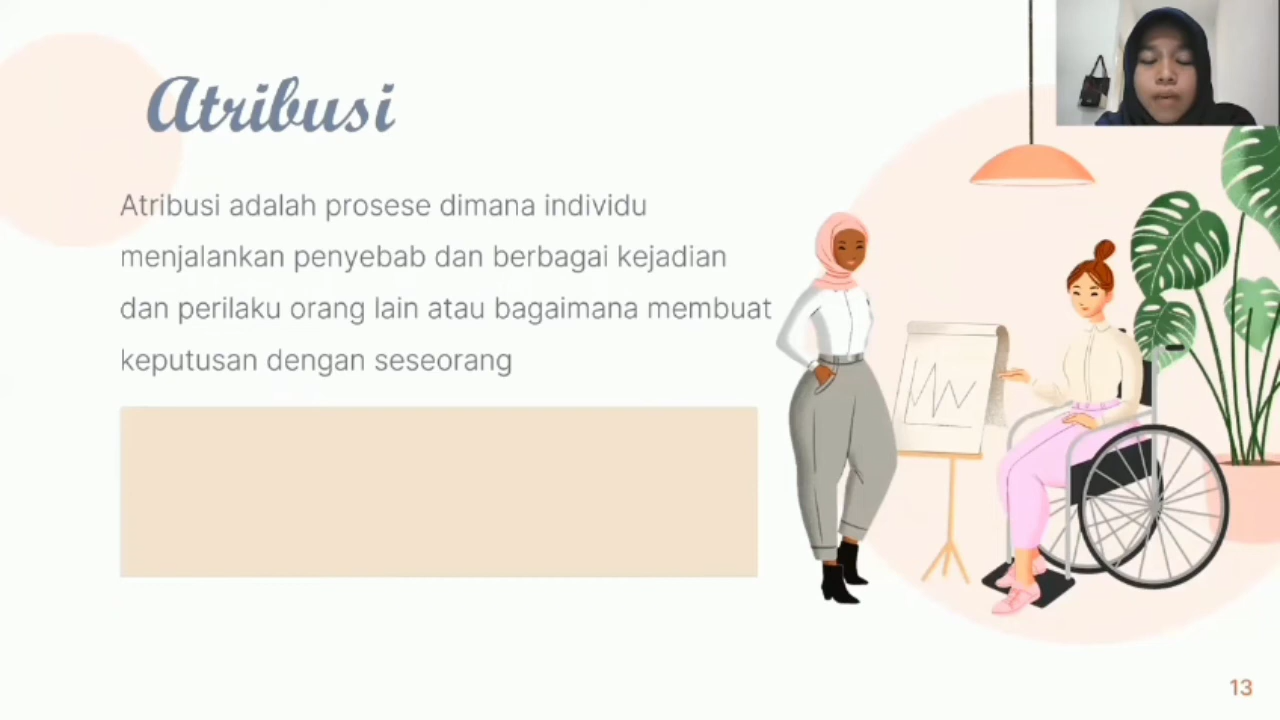 Atribusi
Atribusi adalah prosese dimana individu
menjalankan penyebab dan berbagai kejadian
dan perilaku orang lain atau bagaimana membuat
keputusan dengan seseorang
13